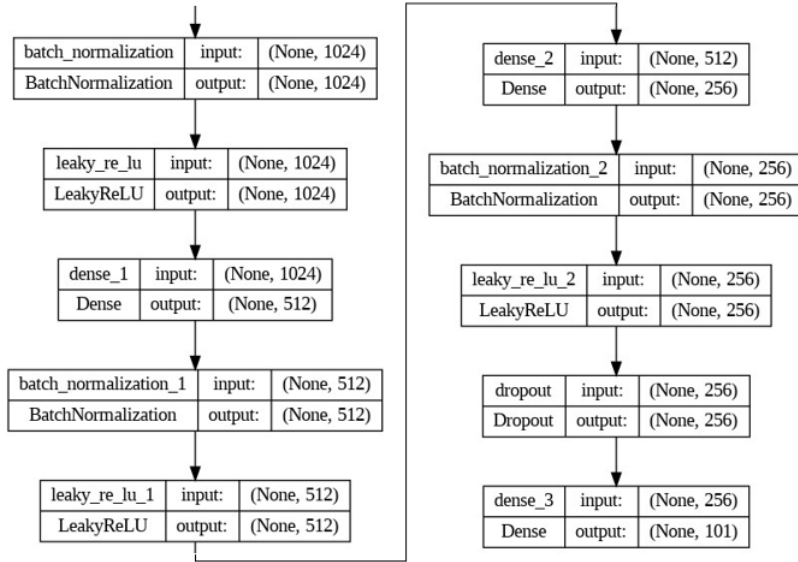 batch_normalization input: (None, 1024)
BatchNormalization output: (None, 1024)
leaky_re_lu input: (None, 1024)
LeakyReLU output: (None, 1024)
dense_1 input: (None, 1024)
Dense output: (None, 512)
batch_normalization_1 input: (None, 512)
BatchNormalization output: (None, 512)
leaky_re_lu_1 input: (None, 512)
LeakyReLU output: (None, 512)
dense_2 input: (None, 512)
Dense output: (None, 256)
batch_normalization_2 input: (None, 256)
BatchNormalization output: (None, 256)
leaky_re_lu_2 input: (None, 256)
LeakyReLU output: (None, 256)
dropout input: (None, 256)
Dropout output: (None, 256)
dense_3 input: (None, 256)
Dense output: (None, 101)